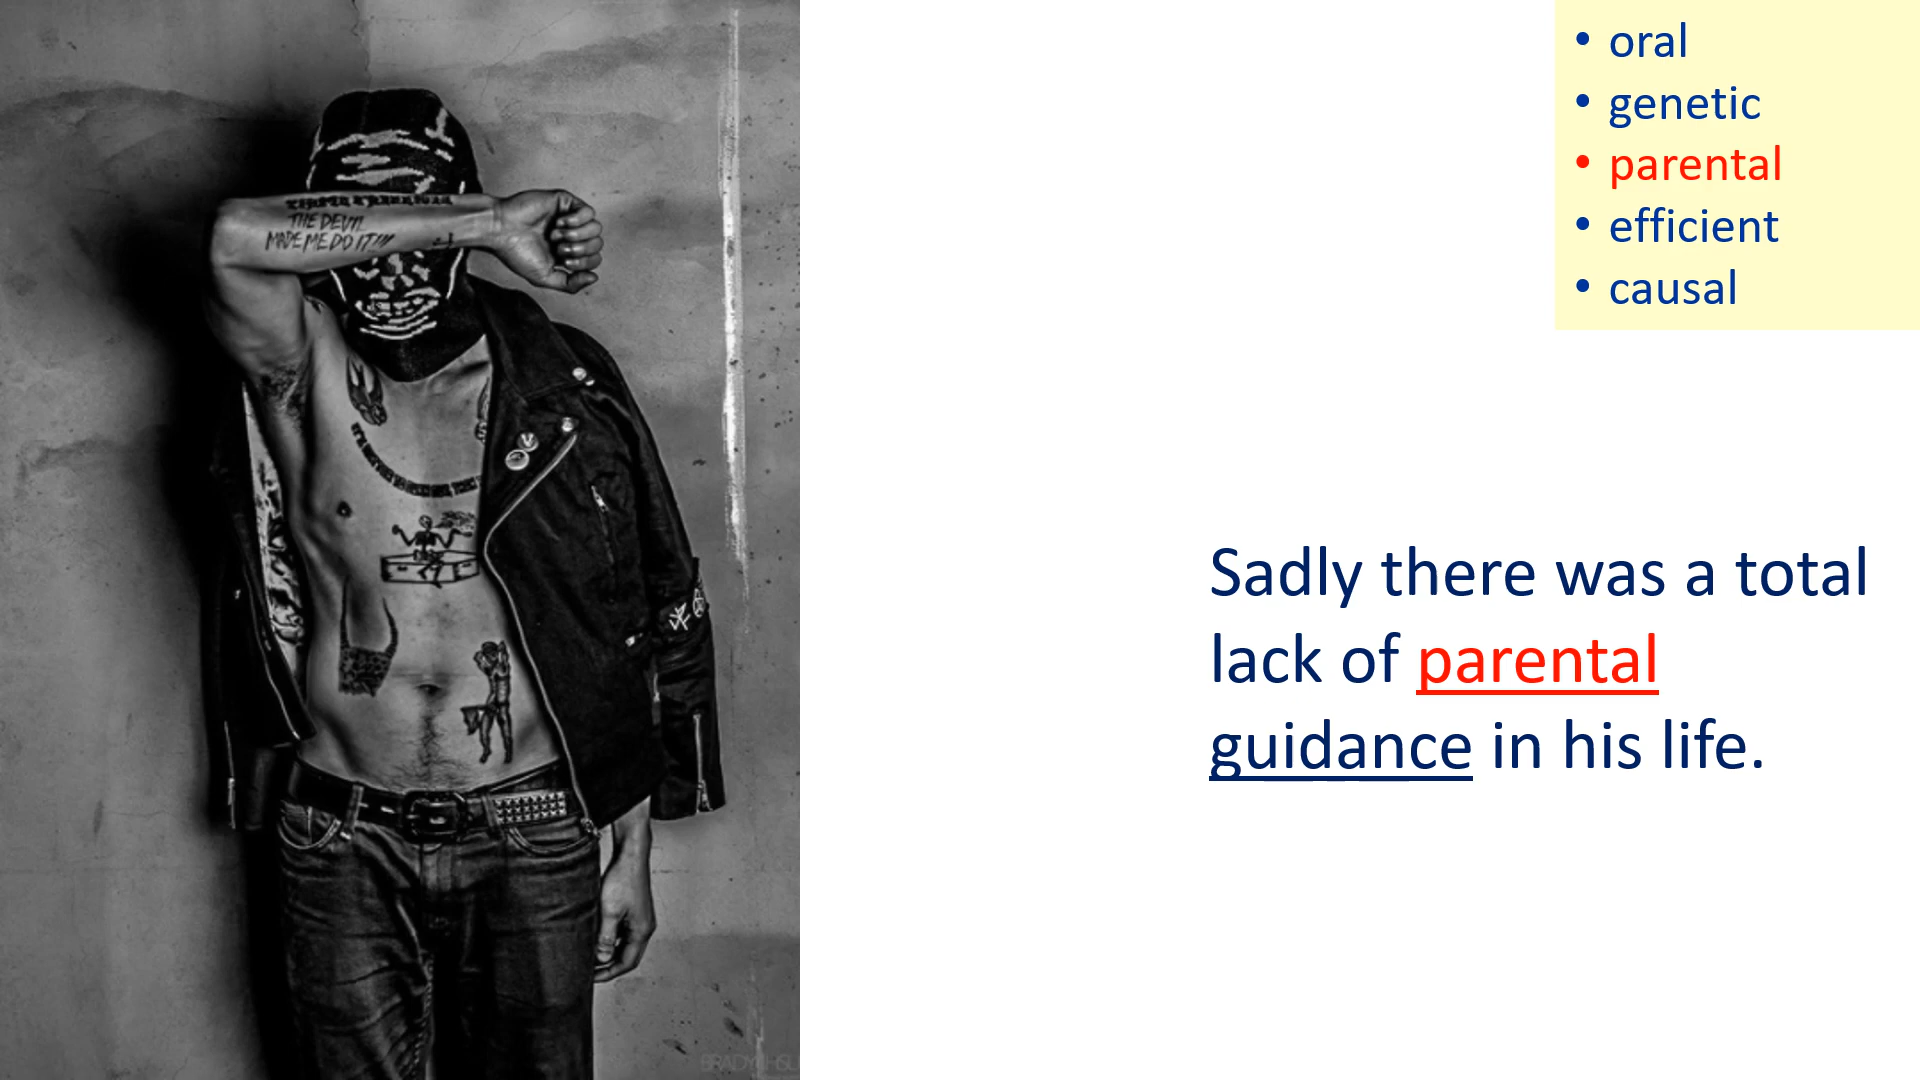 • oral
• genetic
• parental
• efficient
• causal
THE DEVIL
MADE ME DO IT!!!
Sadly there was a total
lack of parental
guidance in his life.